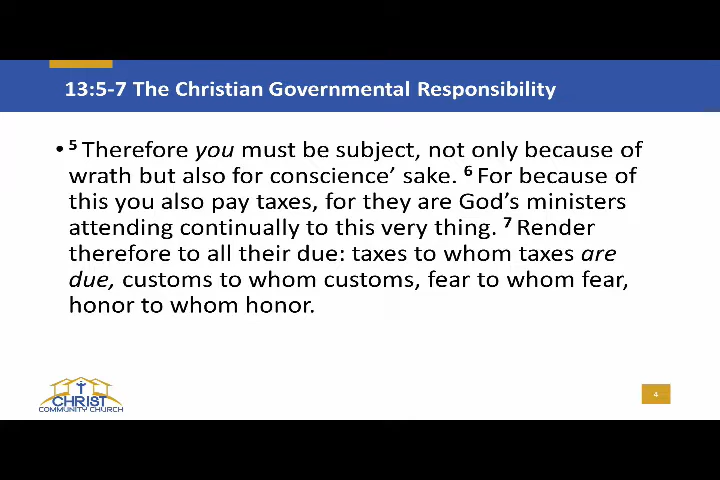 13:5-7 The Christian Governmental Responsibility
• ⁵ Therefore you must be subject, not only because of
wrath but also for conscience’ sake. ⁶ For because of
this you also pay taxes, for they are God’s ministers
attending continually to this very thing. ⁷ Render
therefore to all their due: taxes to whom taxes are
due, customs to whom customs, fear to whom fear,
honor to whom honor.
CHRIST
COMMUNITY CHURCH
4